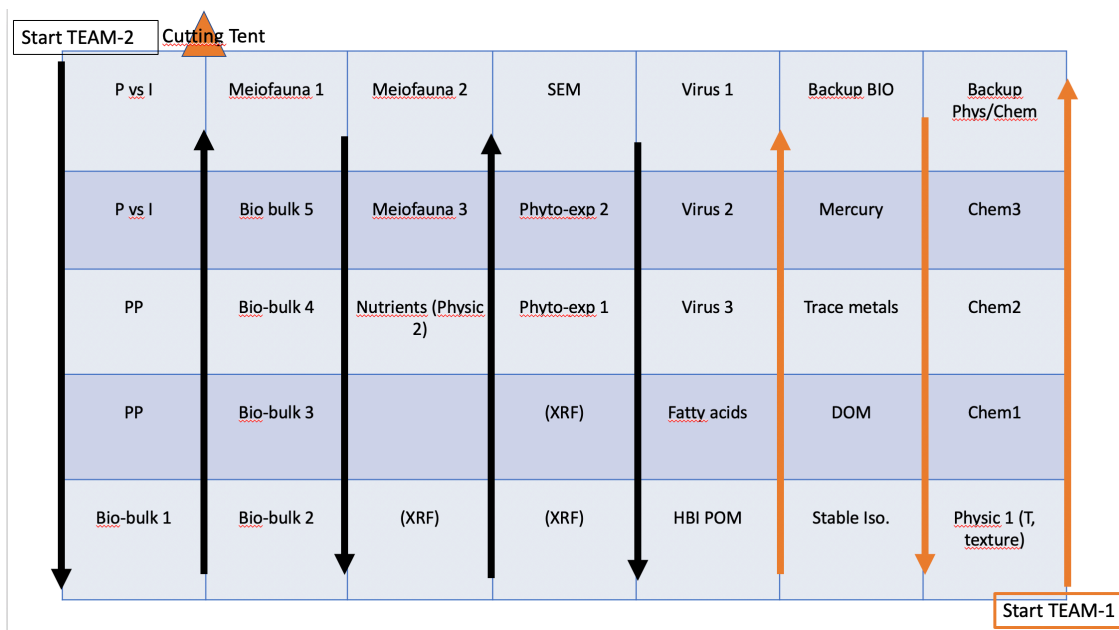 Start TEAM-2
Cutting Tent
P vs I
Meiofauna 1
Meiofauna 2
SEM
Virus 1
Backup BIO
Backup
Phys/Chem
P vs I
Bio bulk 5
Meiofauna 3
Phyto-exp 2
Virus 2
Mercury
Chem3
PP
Bio-bulk 4
Nutrients (Physic
2)
Phyto-exp 1
Virus 3
Trace metals
Chem2
PP
Bio-bulk 3
(XRF)
Fatty acids
DOM
Chem1
Bio-bulk 1
Bio-bulk 2
(XRF)
(XRF)
HBI POM
Stable Iso.
Physic 1 (T,
texture)
Start TEAM-1